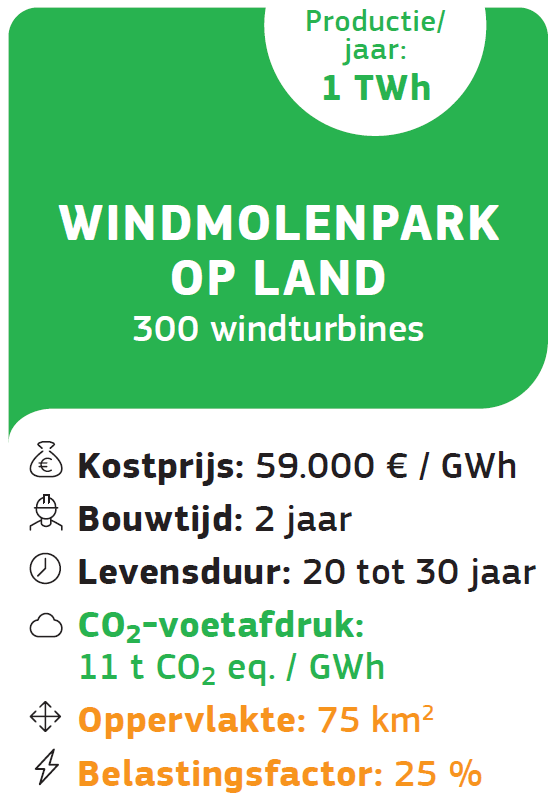 Productie/
jaar:
1 TWh
WINDMOLENPARK
OP LAND
300 windturbines
Kostprijs: 59.000 € / GWh
Bouwtijd: 2 jaar
Levensduur: 20 tot 30 jaar
CO₂-voetafdruk:
11 t CO₂ eq. / GWh
Oppervlakte: 75 km²
Belastingsfactor: 25 %